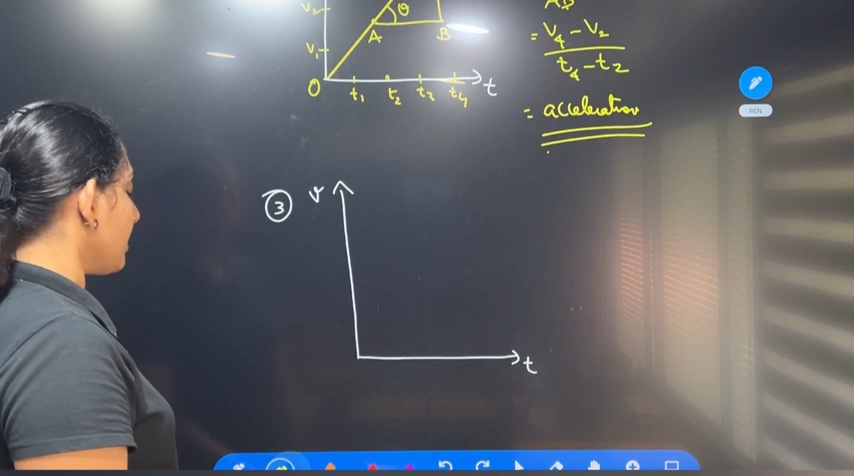 AB
v₂
= v₄ - v₂
t₄ - t₂
θ
A B
v₁
O t₁ t₂ t₃ t₄ t
= acceleration
PEN
③ v
t